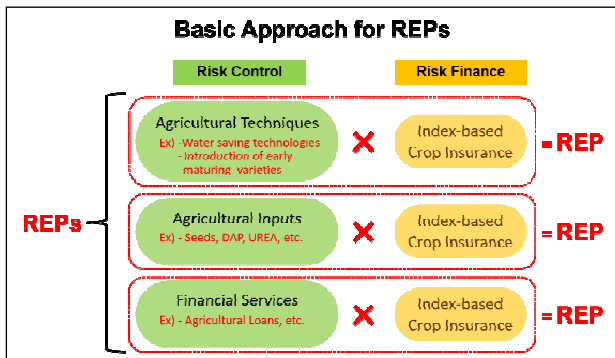 Basic Approach for REPs
Risk Control Risk Finance
Agricultural Techniques
Ex) -Water saving technologies
- Introduction of early
maturing varieties
×
Index-based
Crop Insurance
= REP
REPs
Agricultural Inputs
Ex) - Seeds, DAP, UREA, etc.
×
Index-based
Crop Insurance
= REP
Financial Services
Ex) - Agricultural Loans, etc.
×
Index-based
Crop Insurance
= REP